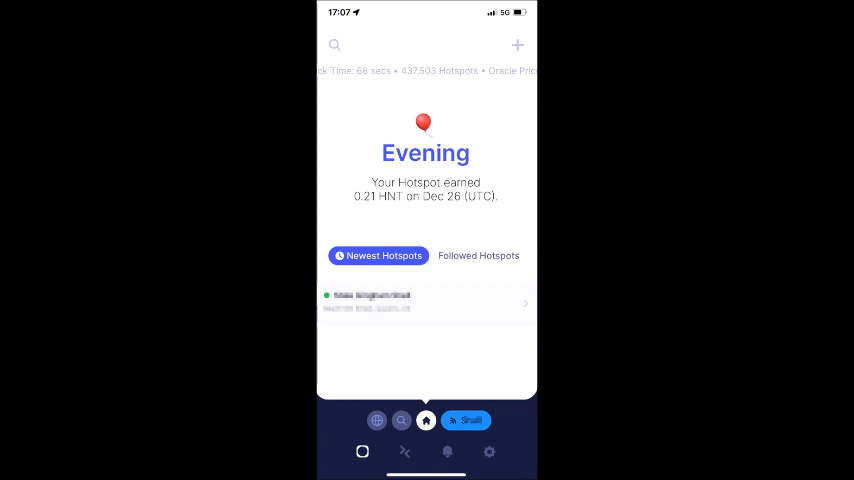 17:07
5G
ck Time: 66 secs • 437,503 Hotspots • Oracle Pric
Evening
Your Hotspot earned
0.21 HNT on Dec 26 (UTC).
Newest Hotspots
Followed Hotspots